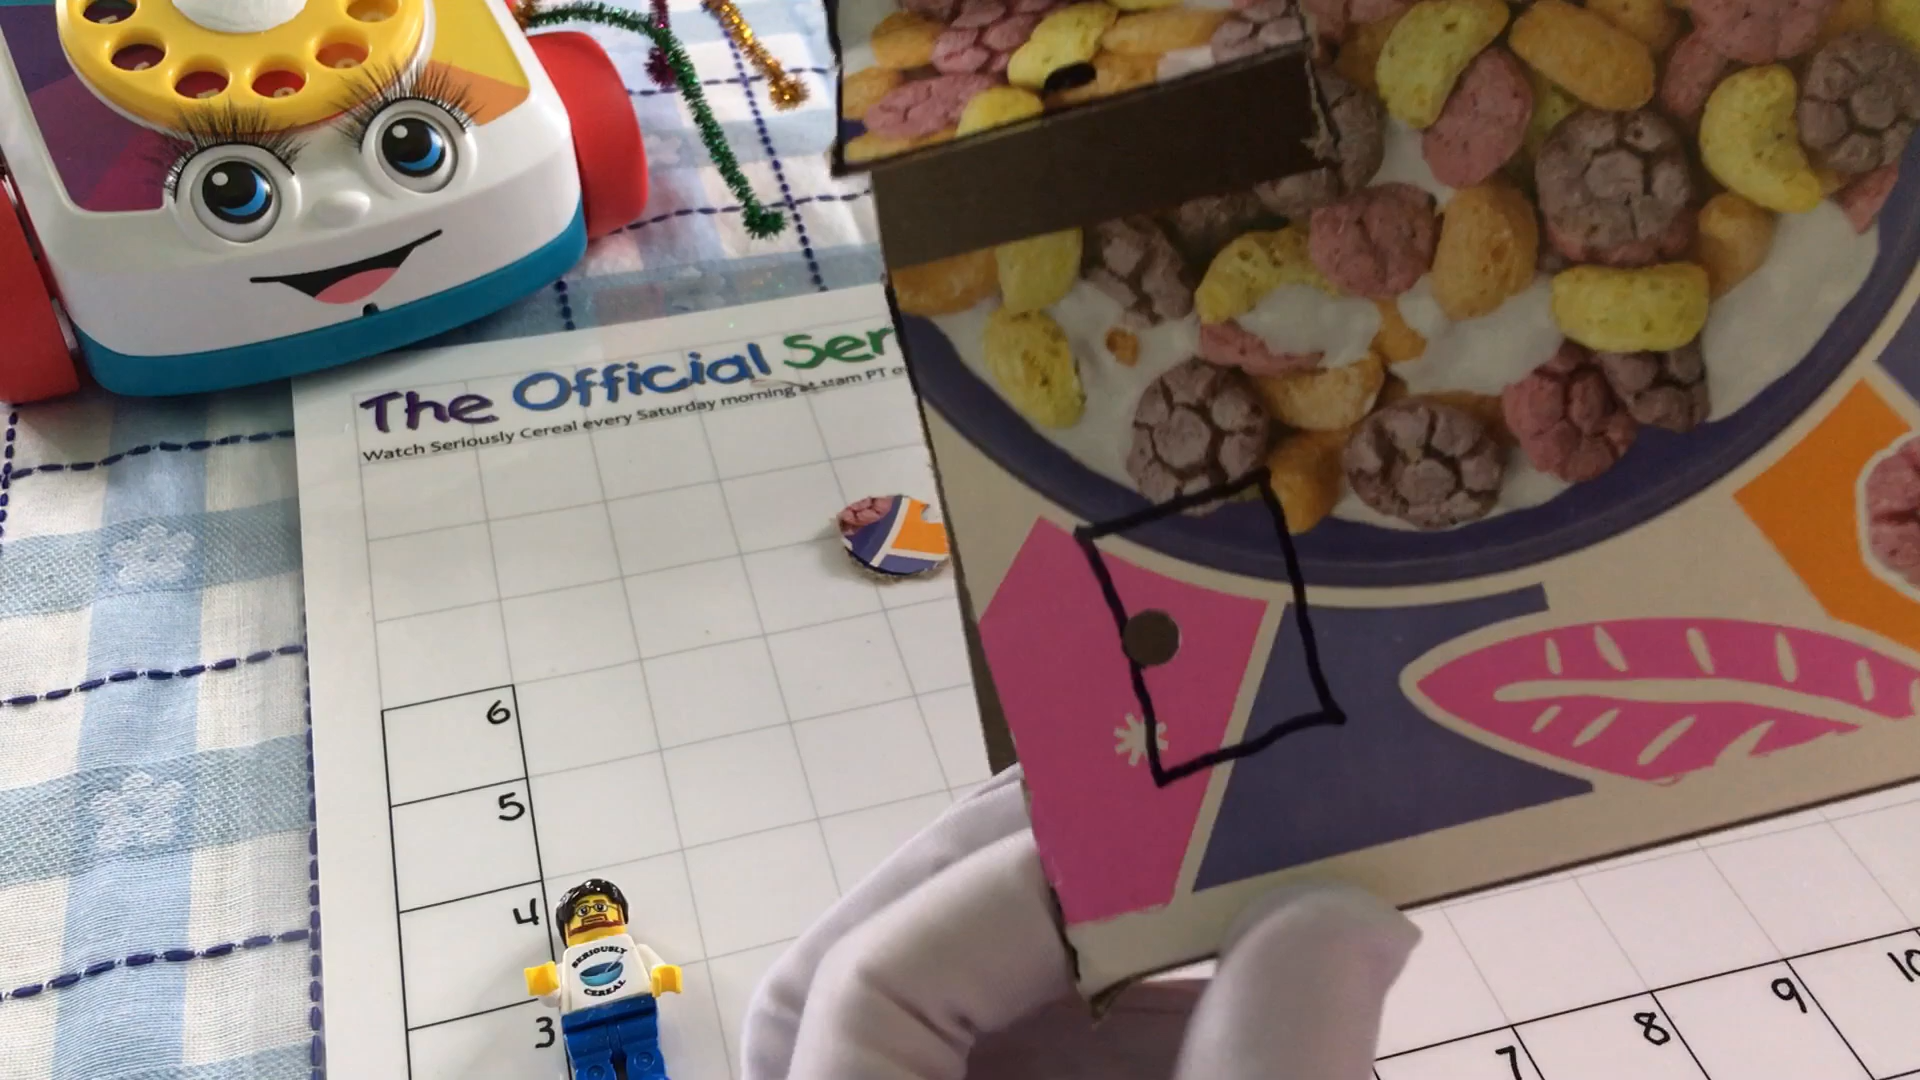 The Official Ser
Watch Seriously Cereal every Saturday morning at 11am PT o
6
5
4
SERIOUSLY
CEREAL
3
7
8
9
10